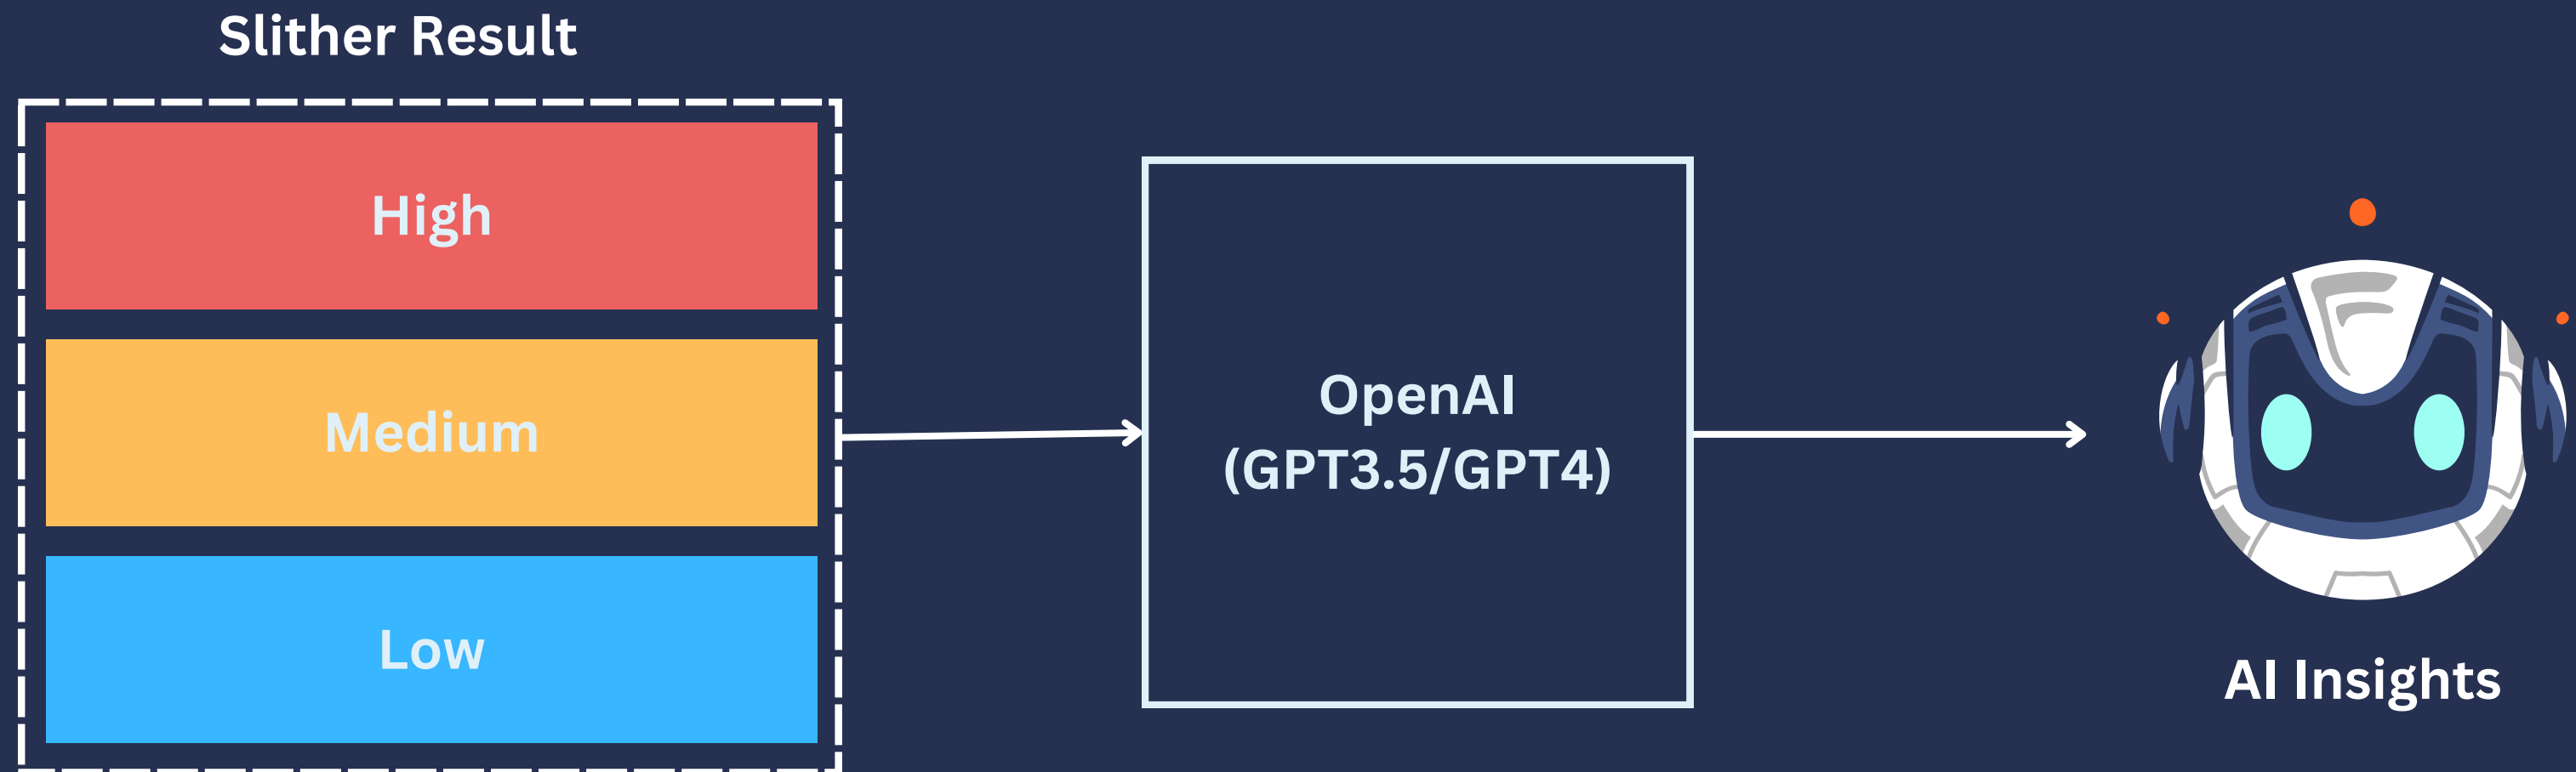 Slither Result
High
Medium
Low
OpenAI
(GPT3.5/GPT4)
AI Insights